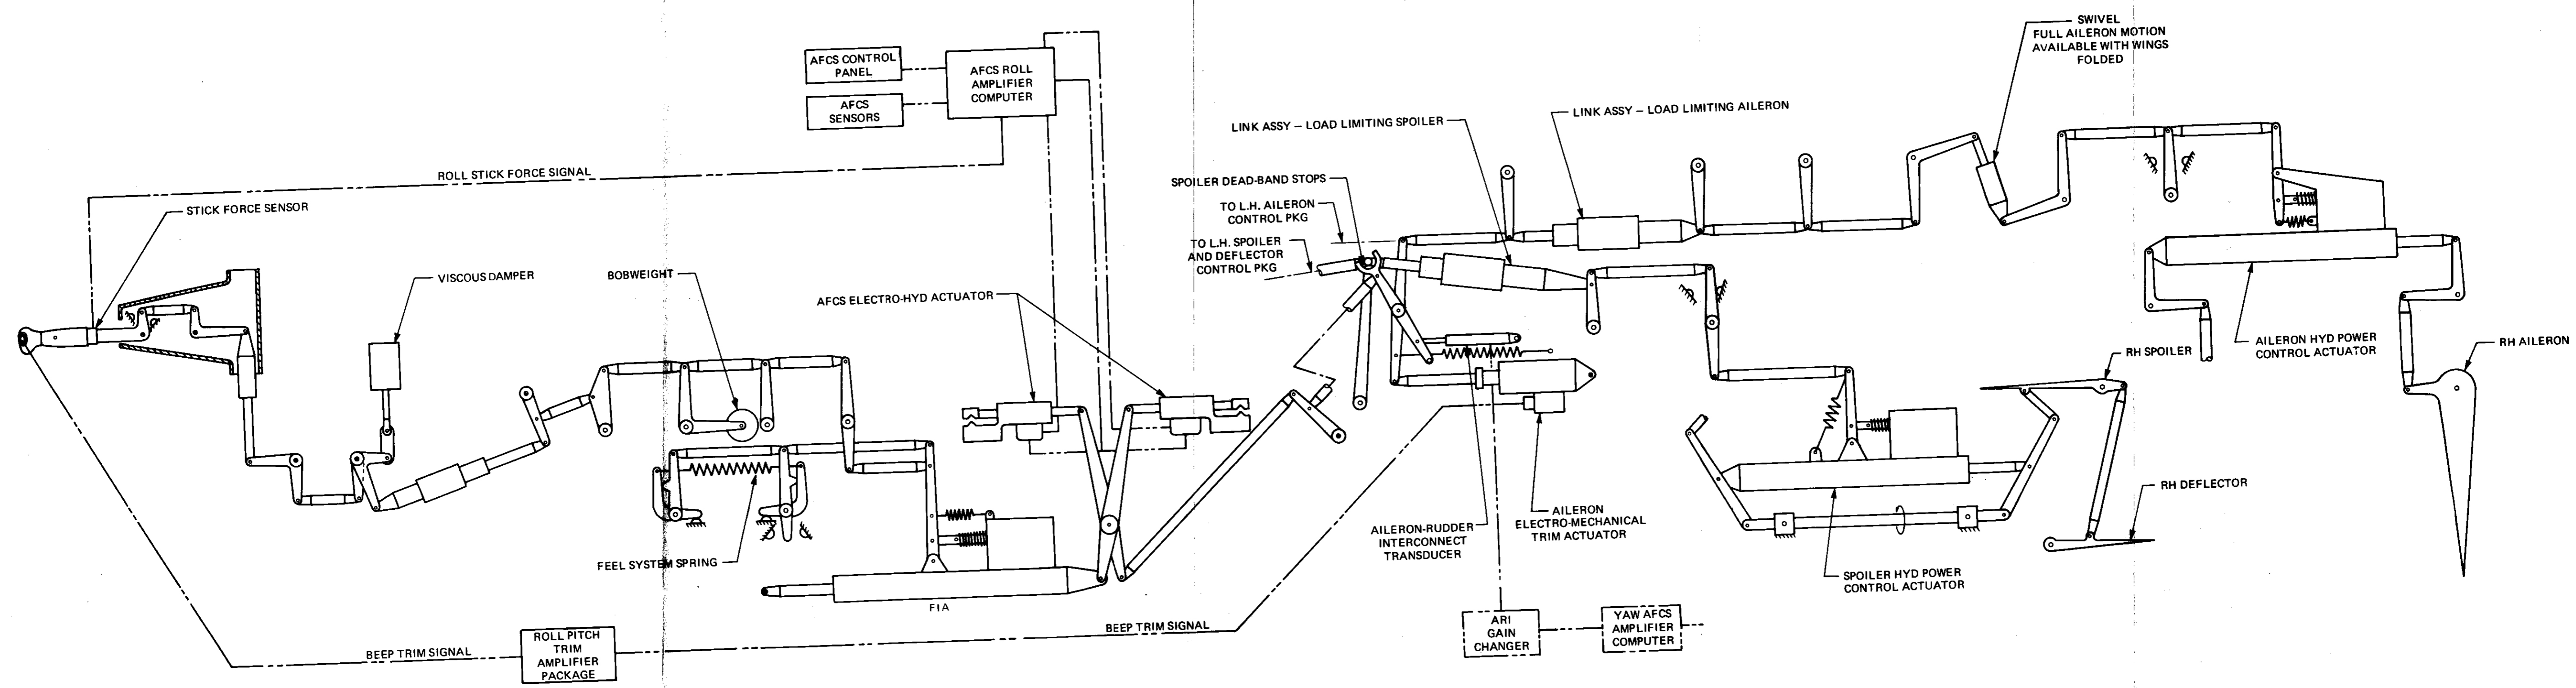 SWIVEL
FULL AILERON MOTION
AVAILABLE WITH WINGS
FOLDED
AFCS CONTROL
PANEL
AFCS
SENSORS
AFCS ROLL
AMPLIFIER
COMPUTER
LINK ASSY – LOAD LIMITING AILERON
LINK ASSY – LOAD LIMITING SPOILER
ROLL STICK FORCE SIGNAL
STICK FORCE SENSOR
SPOILER DEAD-BAND STOPS
TO L.H. AILERON
CONTROL PKG
TO L.H. SPOILER
AND DEFLECTOR
CONTROL PKG
VISCOUS DAMPER
BOBWEIGHT
AFCS ELECTRO-HYD ACTUATOR
AILERON HYD POWER
CONTROL ACTUATOR
RH SPOILER
RH AILERON
RH DEFLECTOR
FEEL SYSTEM SPRING
FIA
AILERON-RUDDER
INTERCONNECT
TRANSDUCER
AILERON
ELECTRO-MECHANICAL
TRIM ACTUATOR
SPOILER HYD POWER
CONTROL ACTUATOR
BEEP TRIM SIGNAL
ROLL PITCH
TRIM
AMPLIFIER
PACKAGE
BEEP TRIM SIGNAL
ARI
GAIN
CHANGER
YAW AFCS
AMPLIFIER
COMPUTER